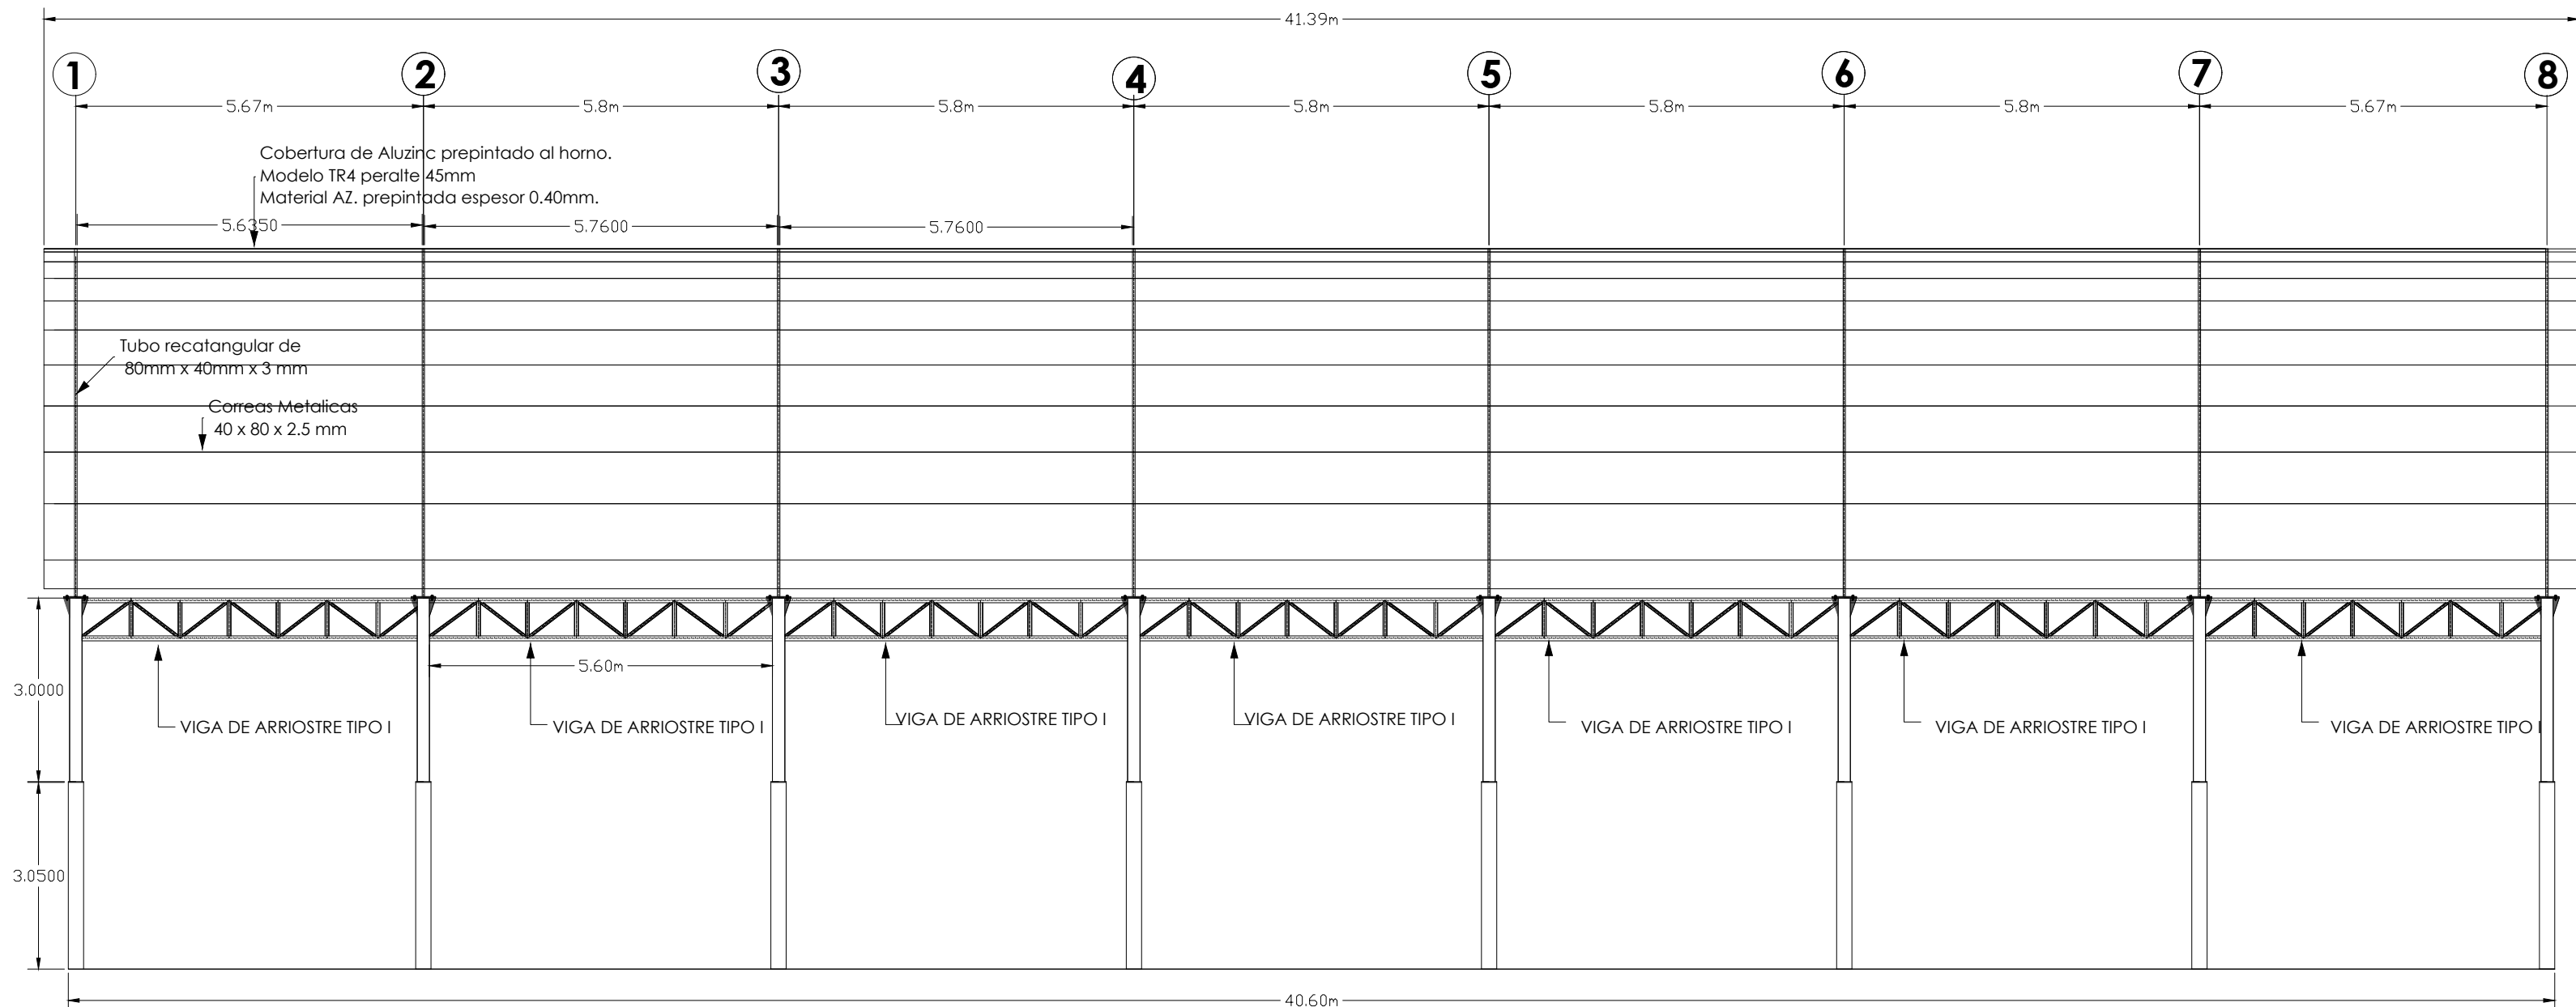 41.39m
1 2 3 4 5 6 7 8
5.67m 5.8m 5.8m 5.8m 5.8m 5.8m 5.67m
Cobertura de Aluzinc prepintado al horno.
Modelo TR4 peralte 45mm
Material AZ. prepintada espesor 0.40mm.
5.6350 5.7600 5.7600
Tubo recatangular de
80mm x 40mm x 3 mm
Correas Metalicas
40 x 80 x 2.5 mm
5.60m
3.0000
VIGA DE ARRIOSTRE TIPO I VIGA DE ARRIOSTRE TIPO I VIGA DE ARRIOSTRE TIPO I VIGA DE ARRIOSTRE TIPO I VIGA DE ARRIOSTRE TIPO I VIGA DE ARRIOSTRE TIPO I VIGA DE ARRIOSTRE TIPO I
3.0500
40.60m